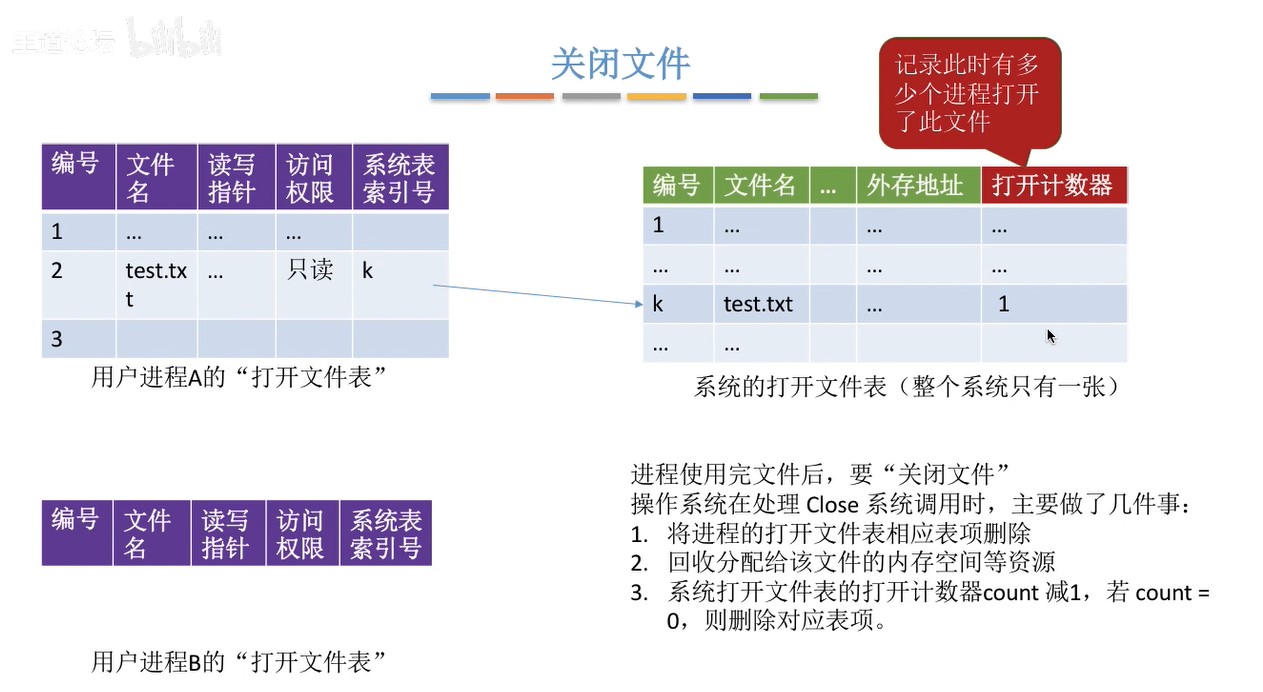 王道论坛 bilibili
关闭文件
记录此时有多
少个进程打开
了此文件
编号 文件 读写 访问 系统表
名 指针 权限 索引号
1 ... ... ...
2 test.tx ... 只读 k
t
3
用户进程A的“打开文件表”
编号 文件名 ... 外存地址 打开计数器
1 ... ... ...
... ... ... ...
k test.txt ... 1
... ...
系统的打开文件表（整个系统只有一张）
编号 文件 读写 访问 系统表
名 指针 权限 索引号
用户进程B的“打开文件表”
进程使用完文件后，要“关闭文件”
操作系统在处理 Close 系统调用时，主要做了几件事：
1. 将进程的打开文件表相应表项删除
2. 回收分配给该文件的内存空间等资源
3. 系统打开文件表的打开计数器count 减1，若 count =
0，则删除对应表项。